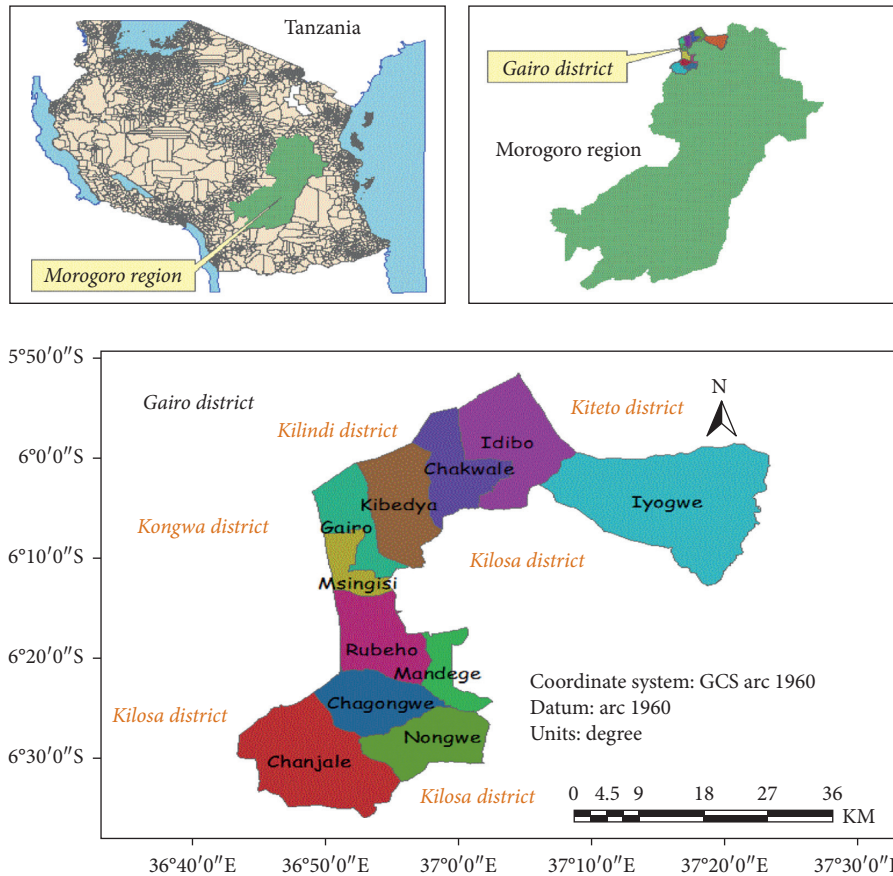 Tanzania
Morogoro region
Gairo district
Morogoro region
5°50′0″S
6°0′0″S
6°10′0″S
6°20′0″S
6°30′0″S
Gairo district
Kilindi district
Kiteto district
N
Idibo
Chakwale
Iyogwe
Kibedya
Gairo
Kongwa district
Kilosa district
Msingisi
Rubeho
Mandege
Chagongwe
Kilosa district
Nongwe
Chanjale
Kilosa district
Coordinate system: GCS arc 1960
Datum: arc 1960
Units: degree
0 4.5 9 18 27 36
KM
36°40′0″E 36°50′0″E 37°0′0″E 37°10′0″E 37°20′0″E 37°30′0″E